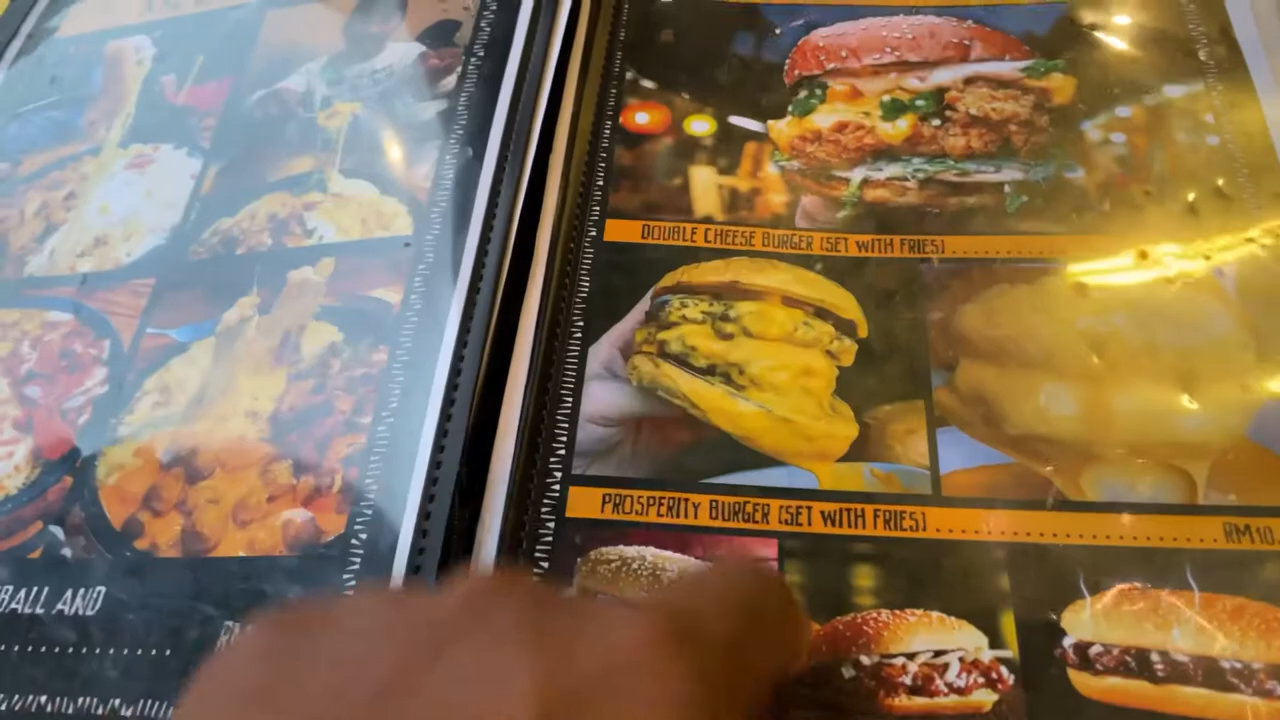 BALL AND
DOUBLE CHEESE BURGER (SET WITH FRIES)
PROSPERITY BURGER (SET WITH FRIES) RM10